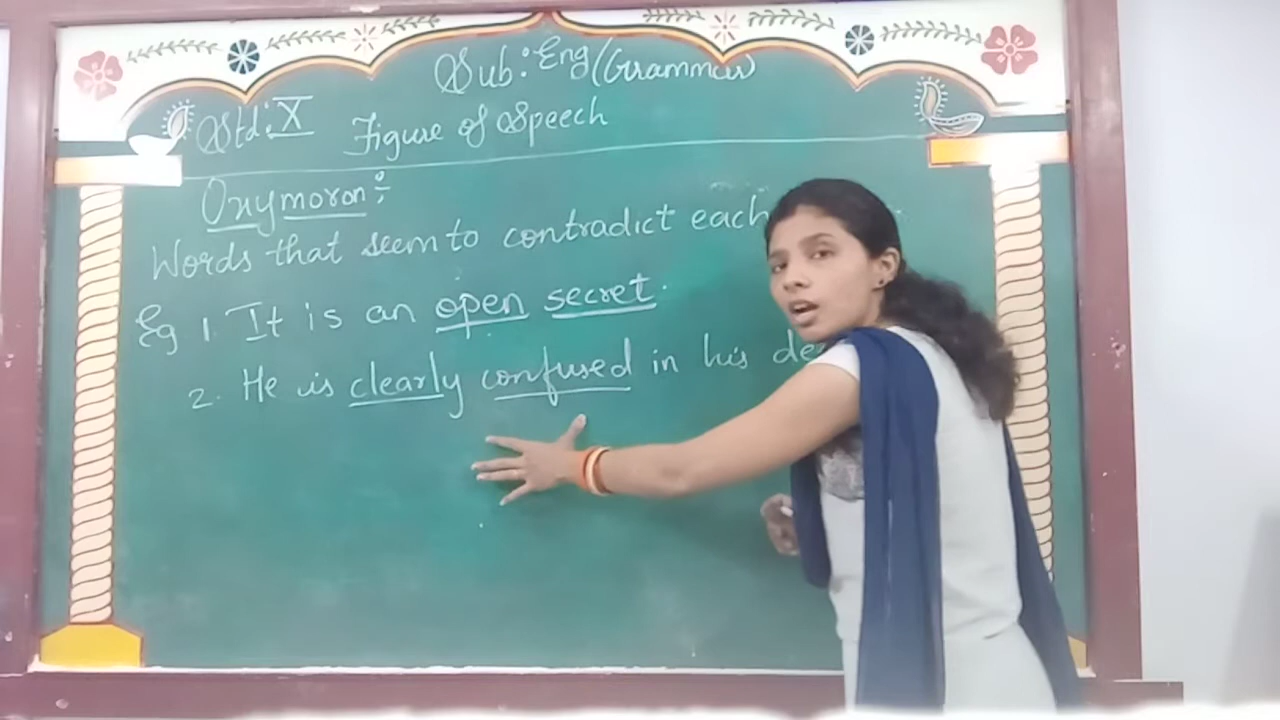 Sub: Eng (Grammar)
Std: X Figure of Speech
Oxymoron:-
Words that seem to contradict each
Eg 1. It is an open secret.
2. He is clearly confused in his